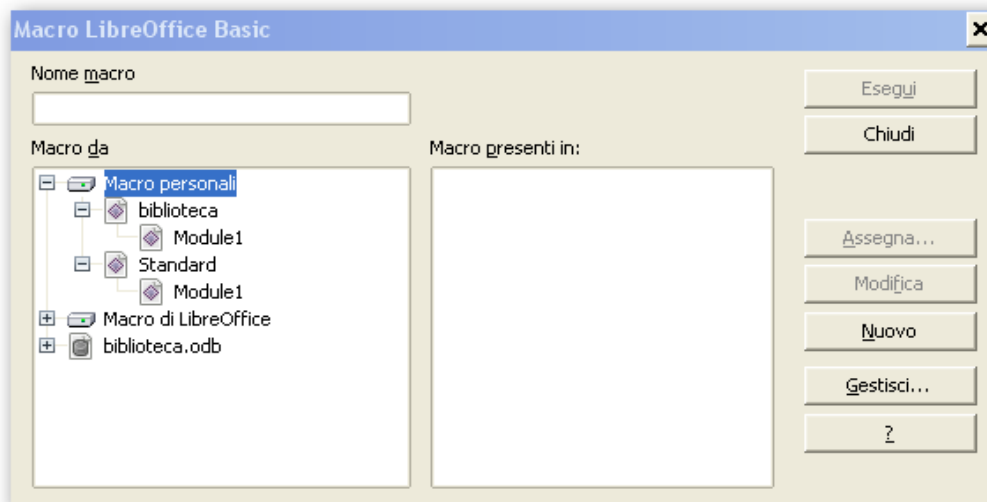 Macro LibreOffice Basic
Nome macro
Esegui
Chiudi
Macro da
Macro presenti in:
Macro personali
biblioteca
Module1
Standard
Module1
Macro di LibreOffice
biblioteca.odb
Assegna...
Modifica
Nuovo
Gestisci...
?